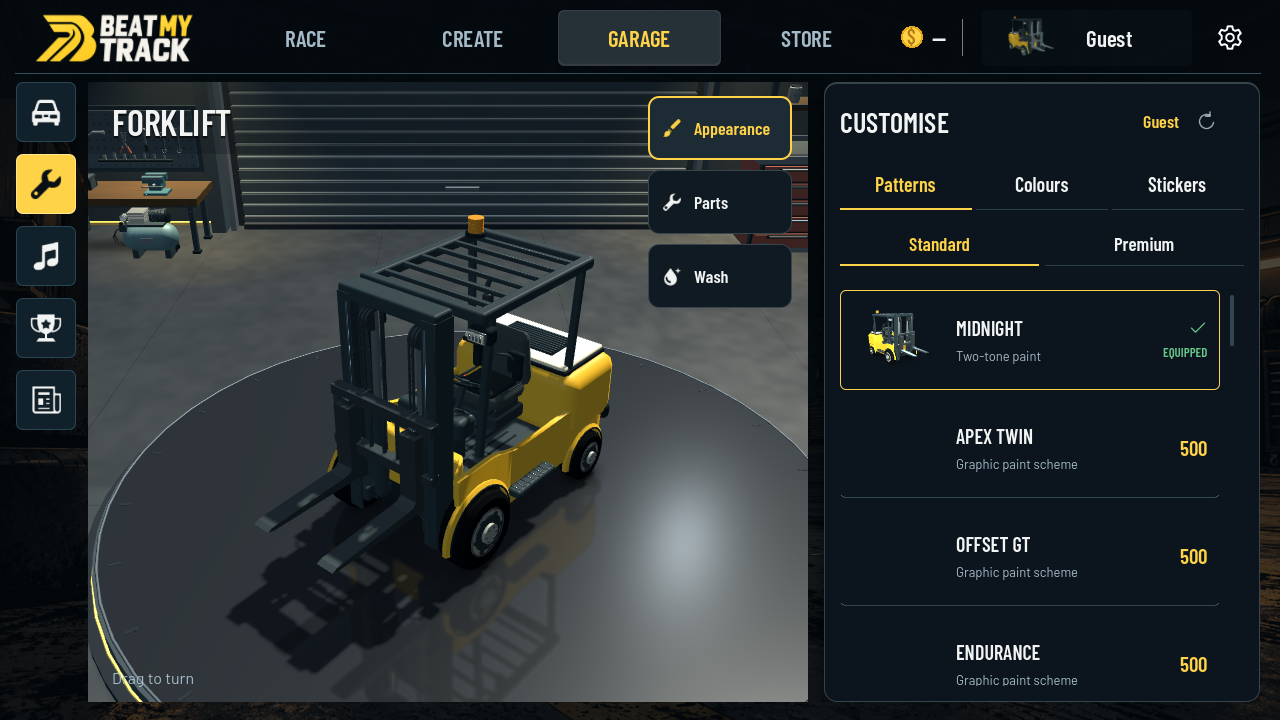 BEAT MY
TRACK
RACE
CREATE
GARAGE
STORE
$ –
Guest
FORKLIFT
Appearance
Parts
Wash
Drag to turn
CUSTOMISE
Guest
Patterns
Colours
Stickers
Standard
Premium
MIDNIGHT
Two-tone paint
EQUIPPED
APEX TWIN
Graphic paint scheme
500
OFFSET GT
Graphic paint scheme
500
ENDURANCE
Graphic paint scheme
500